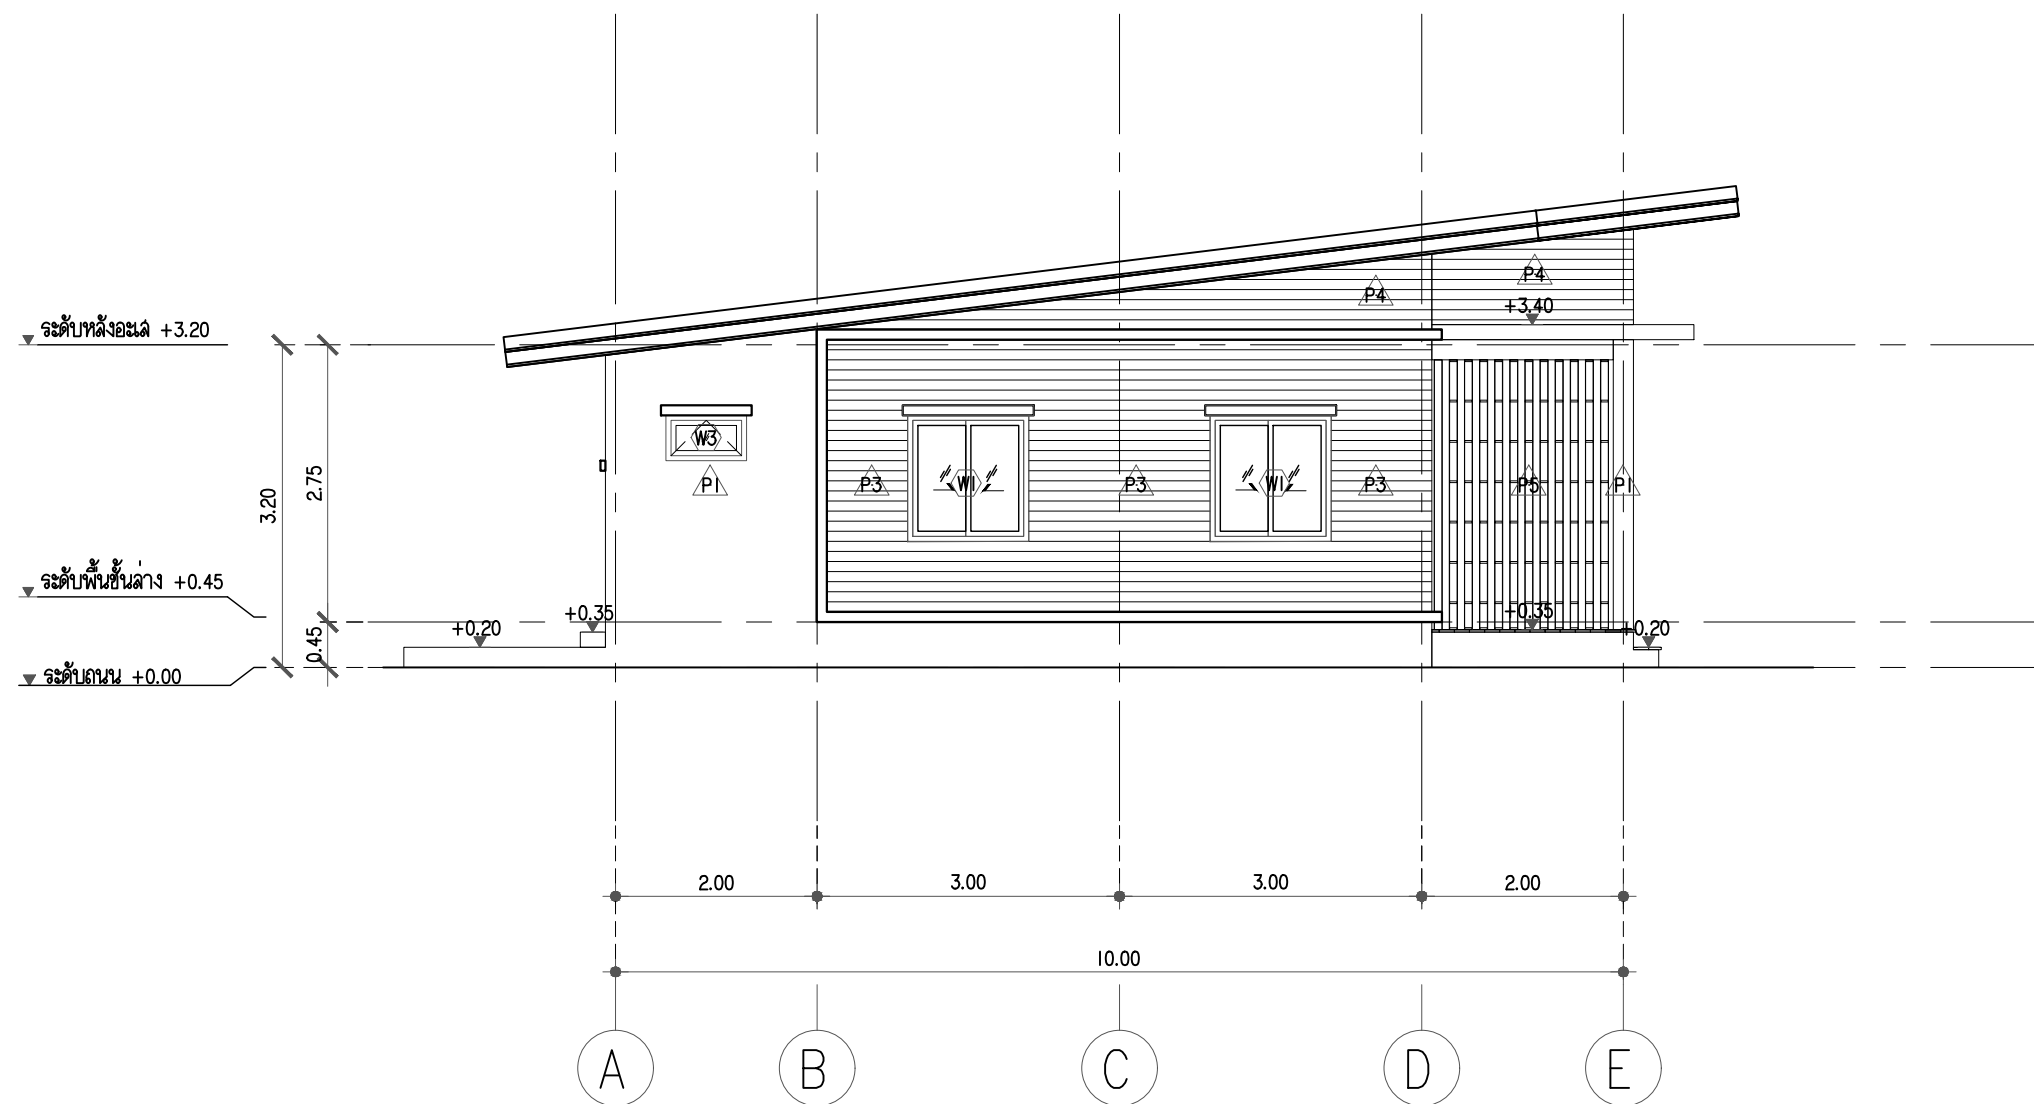 P4
P4
+3.40
ระดับหลังอะเส +3.20
W3
P1
P3
W1
P3
W1
P3
P5
P1
2.75
3.20
ระดับพื้นชั้นล่าง +0.45
+0.35
+0.35
+0.20
+0.20
0.45
ระดับถนน +0.00
2.00
3.00
3.00
2.00
10.00
A
B
C
D
E